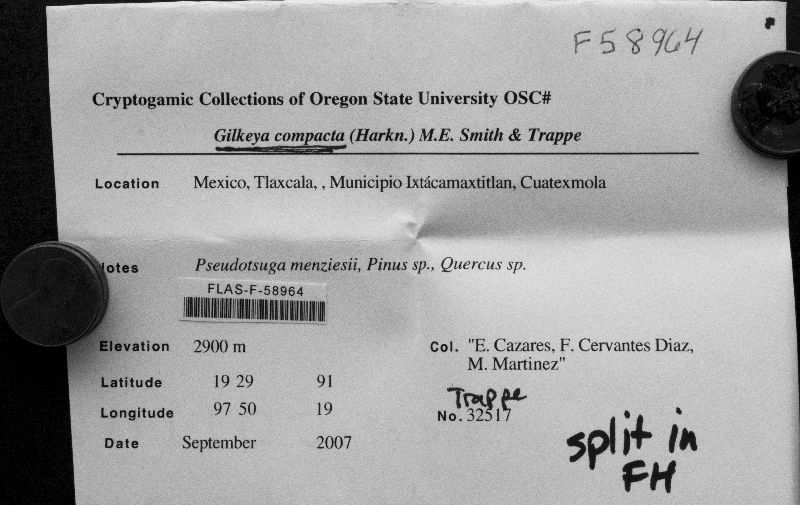 F58964
Cryptogamic Collections of Oregon State University OSC#
Gilkeya compacta (Harkn.) M.E. Smith & Trappe
Location Mexico, Tlaxcala, , Municipio Ixtácamaxtitlan, Cuatexmola
Notes Pseudotsuga menziesii, Pinus sp., Quercus sp.
FLAS-F-58964
Elevation 2900 m
Col. "E. Cazares, F. Cervantes Diaz,
M. Martinez"
Latitude 19 29 91
Longitude 97 50 19
Trappe
No. 32517
Date September 2007
split in
FH